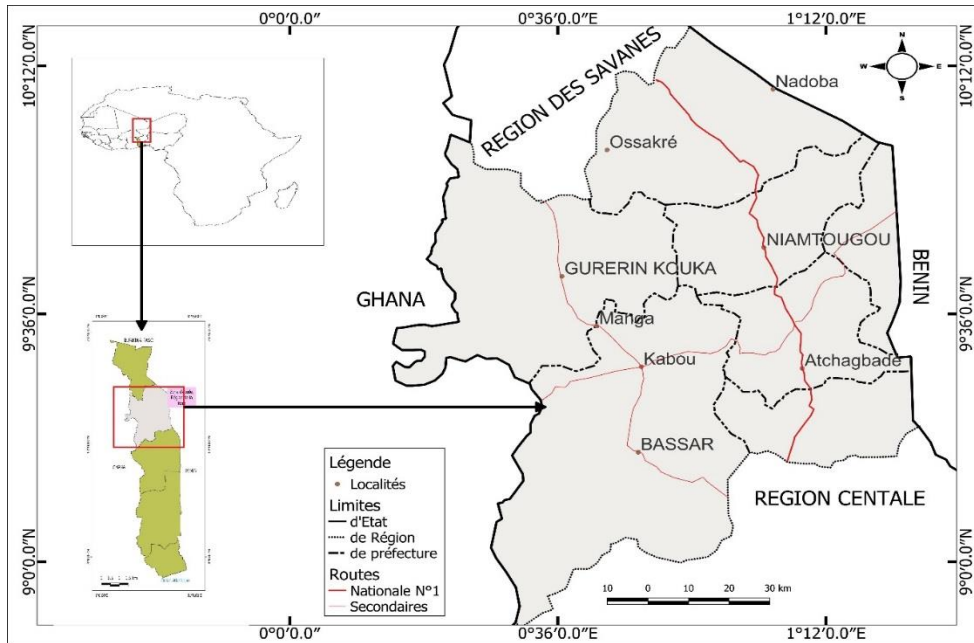 0°0'0.0″ 0°36'0.0″ 1°12'0.0″
10°12'0.0″N
10°12'0.0″N
N
W E
S
REGION DES SAVANES
Nadoba
Ossakré
NIAMTOUGOU
GURERIN KOUKA
BENIN
GHANA
9°36'0.0″N
9°36'0.0″N
Manga
Kabou
Atchagbade
BASSAR
REGION CENTALE
Légende
Localités
Limites
d'Etat
de Région
de préfecture
Routes
Nationale N°1
Secondaires
9°0'0.0″N
9°0'0.0″N
10 0 10 20 30 km
0°0'0.0″ 0°36'0.0″ 1°12'0.0″